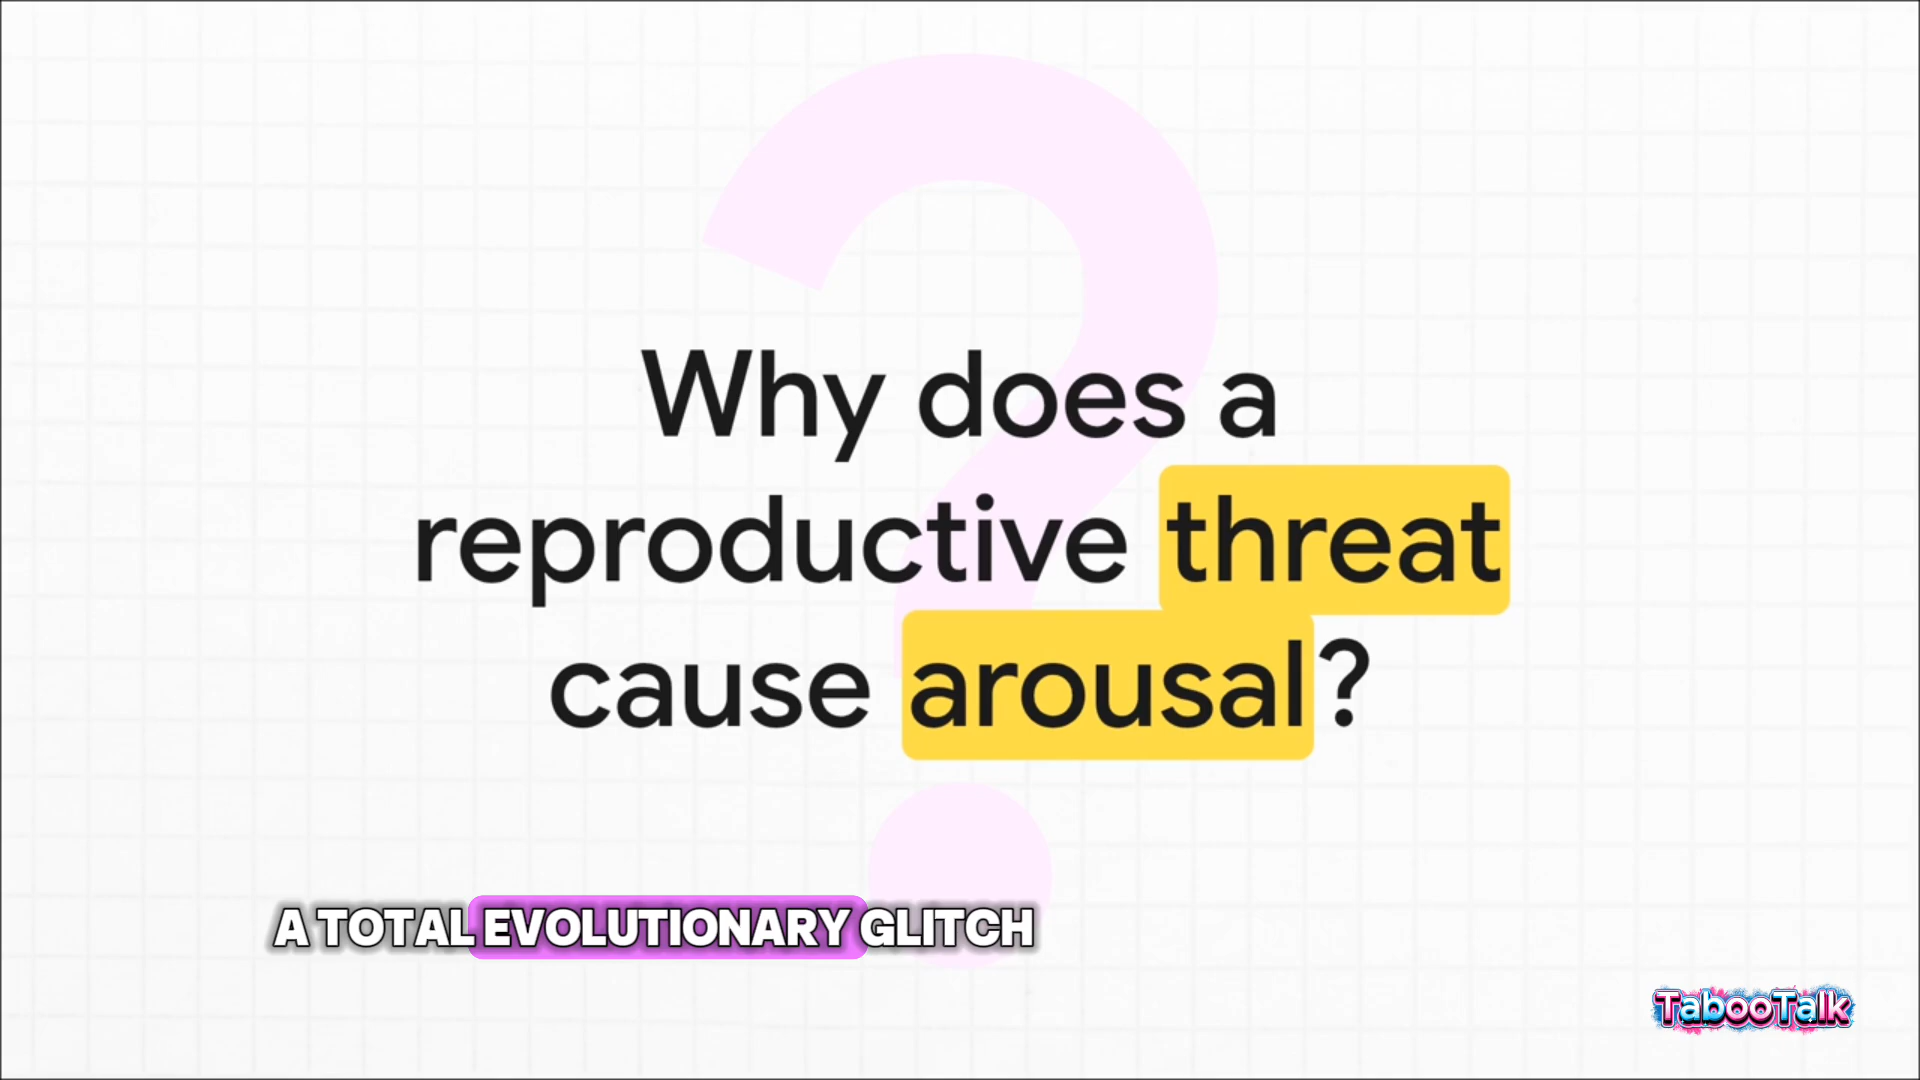 Why does a
reproductive threat
cause arousal?
A TOTAL EVOLUTIONARY GLITCH
TabooTalk